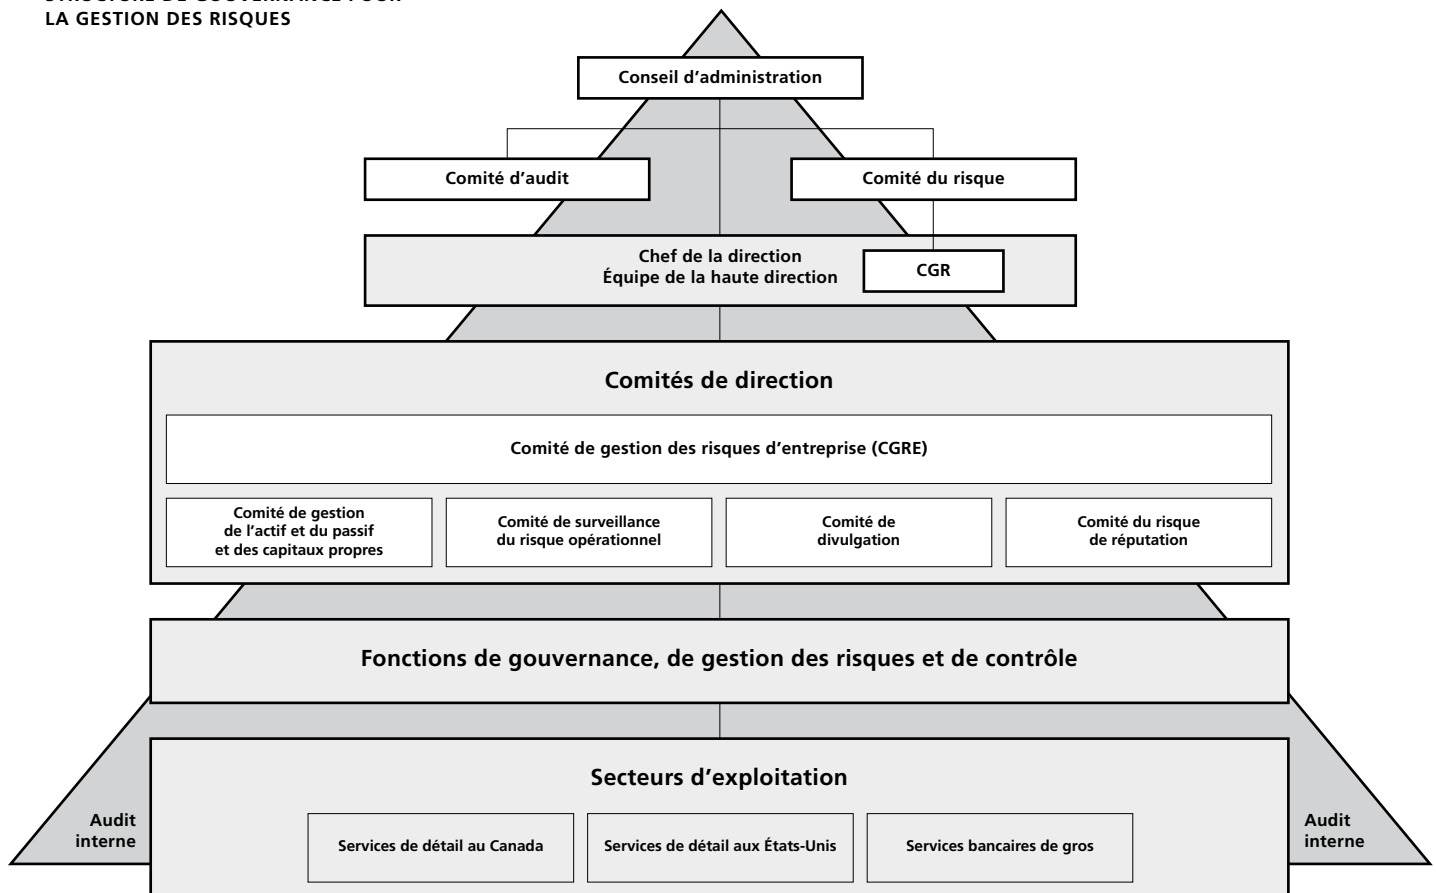 STRUCTURE DE GOUVERNANCE POUR
LA GESTION DES RISQUES
Conseil d'administration
Comité d'audit
Comité du risque
Chef de la direction
Équipe de la haute direction
CGR
Comités de direction
Comité de gestion des risques d'entreprise (CGRE)
Comité de gestion
de l'actif et du passif
et des capitaux propres
Comité de surveillance
du risque opérationnel
Comité de
divulgation
Comité du risque
de réputation
Fonctions de gouvernance, de gestion des risques et de contrôle
Secteurs d'exploitation
Audit
interne
Services de détail au Canada
Services de détail aux États-Unis
Services bancaires de gros
Audit
interne